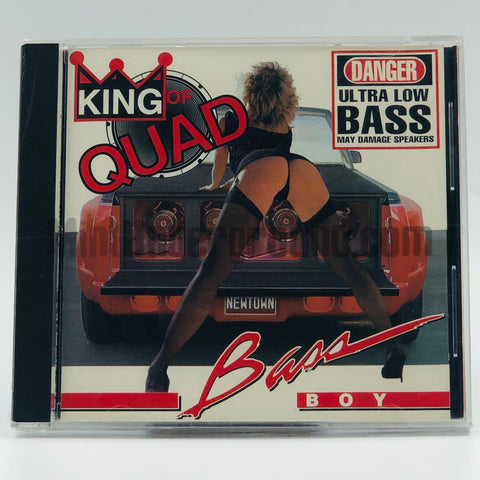 KING
OF
QUAD
DANGER
ULTRA LOW
BASS
MAY DAMAGE SPEAKERS
NEWTOWN
Bass
BOY